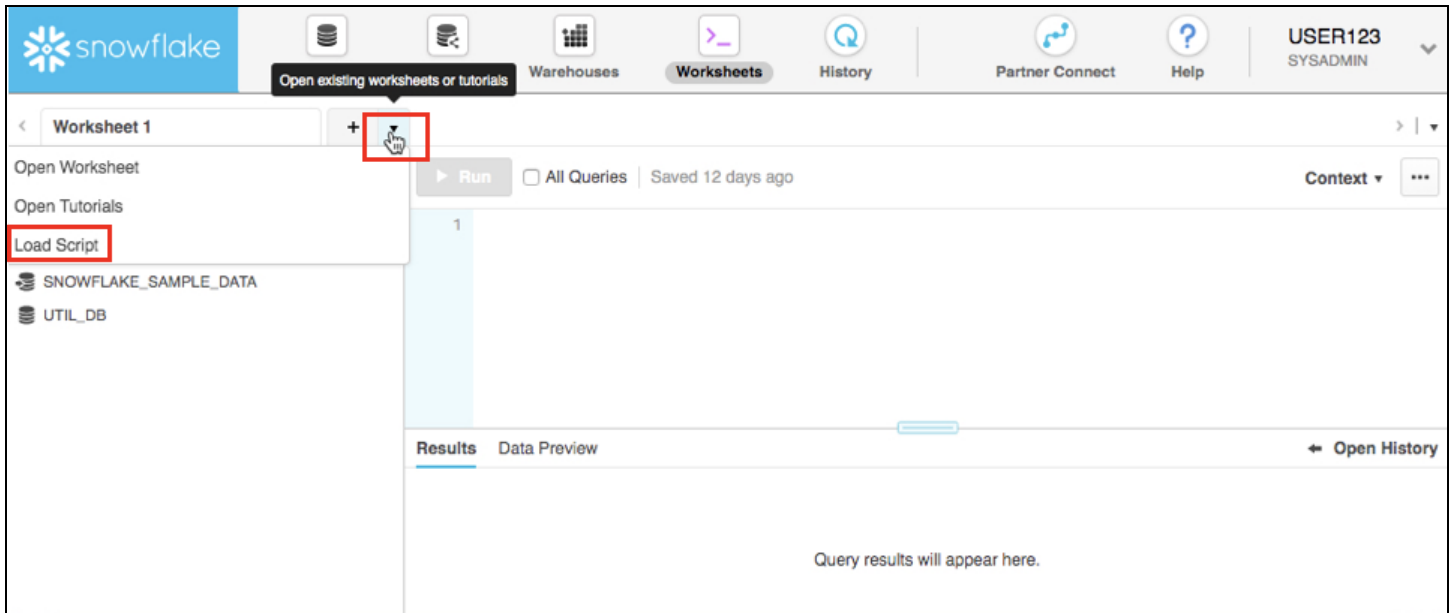 snowflake
USER123
SYSADMIN
Open existing worksheets or tutorials
Warehouses
Worksheets
History
Partner Connect
Help
Worksheet 1
+
Open Worksheet
Open Tutorials
Load Script
SNOWFLAKE_SAMPLE_DATA
UTIL_DB
Run
All Queries
Saved 12 days ago
Context
1
Results
Data Preview
Open History
Query results will appear here.